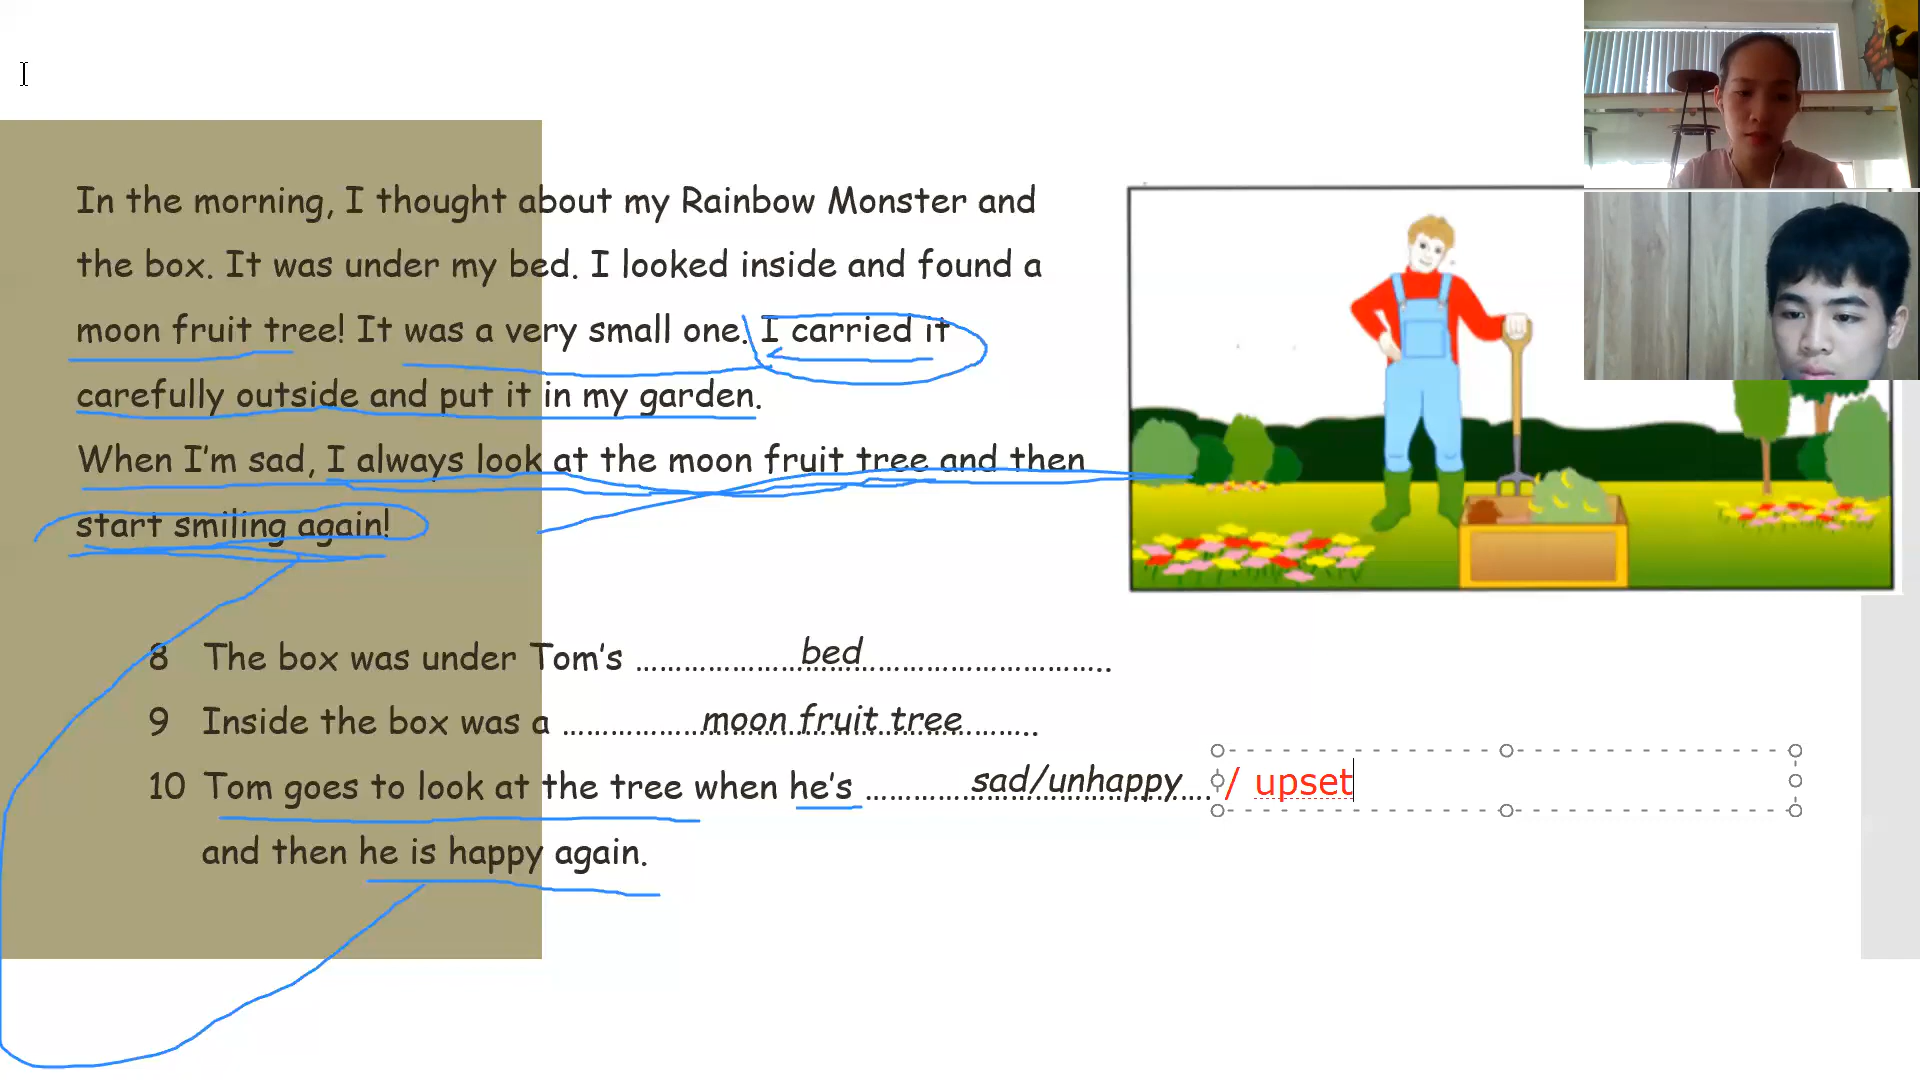 In the morning, I thought about my Rainbow Monster and
the box. It was under my bed. I looked inside and found a
moon fruit tree! It was a very small one. I carried it
carefully outside and put it in my garden.
When I'm sad, I always look at the moon fruit tree and then
start smiling again!
8 The box was under Tom's ........................ bed ........................
9 Inside the box was a ........................ moon fruit tree ........................
10 Tom goes to look at the tree when he's ............ sad/unhappy .... / upset
and then he is happy again.